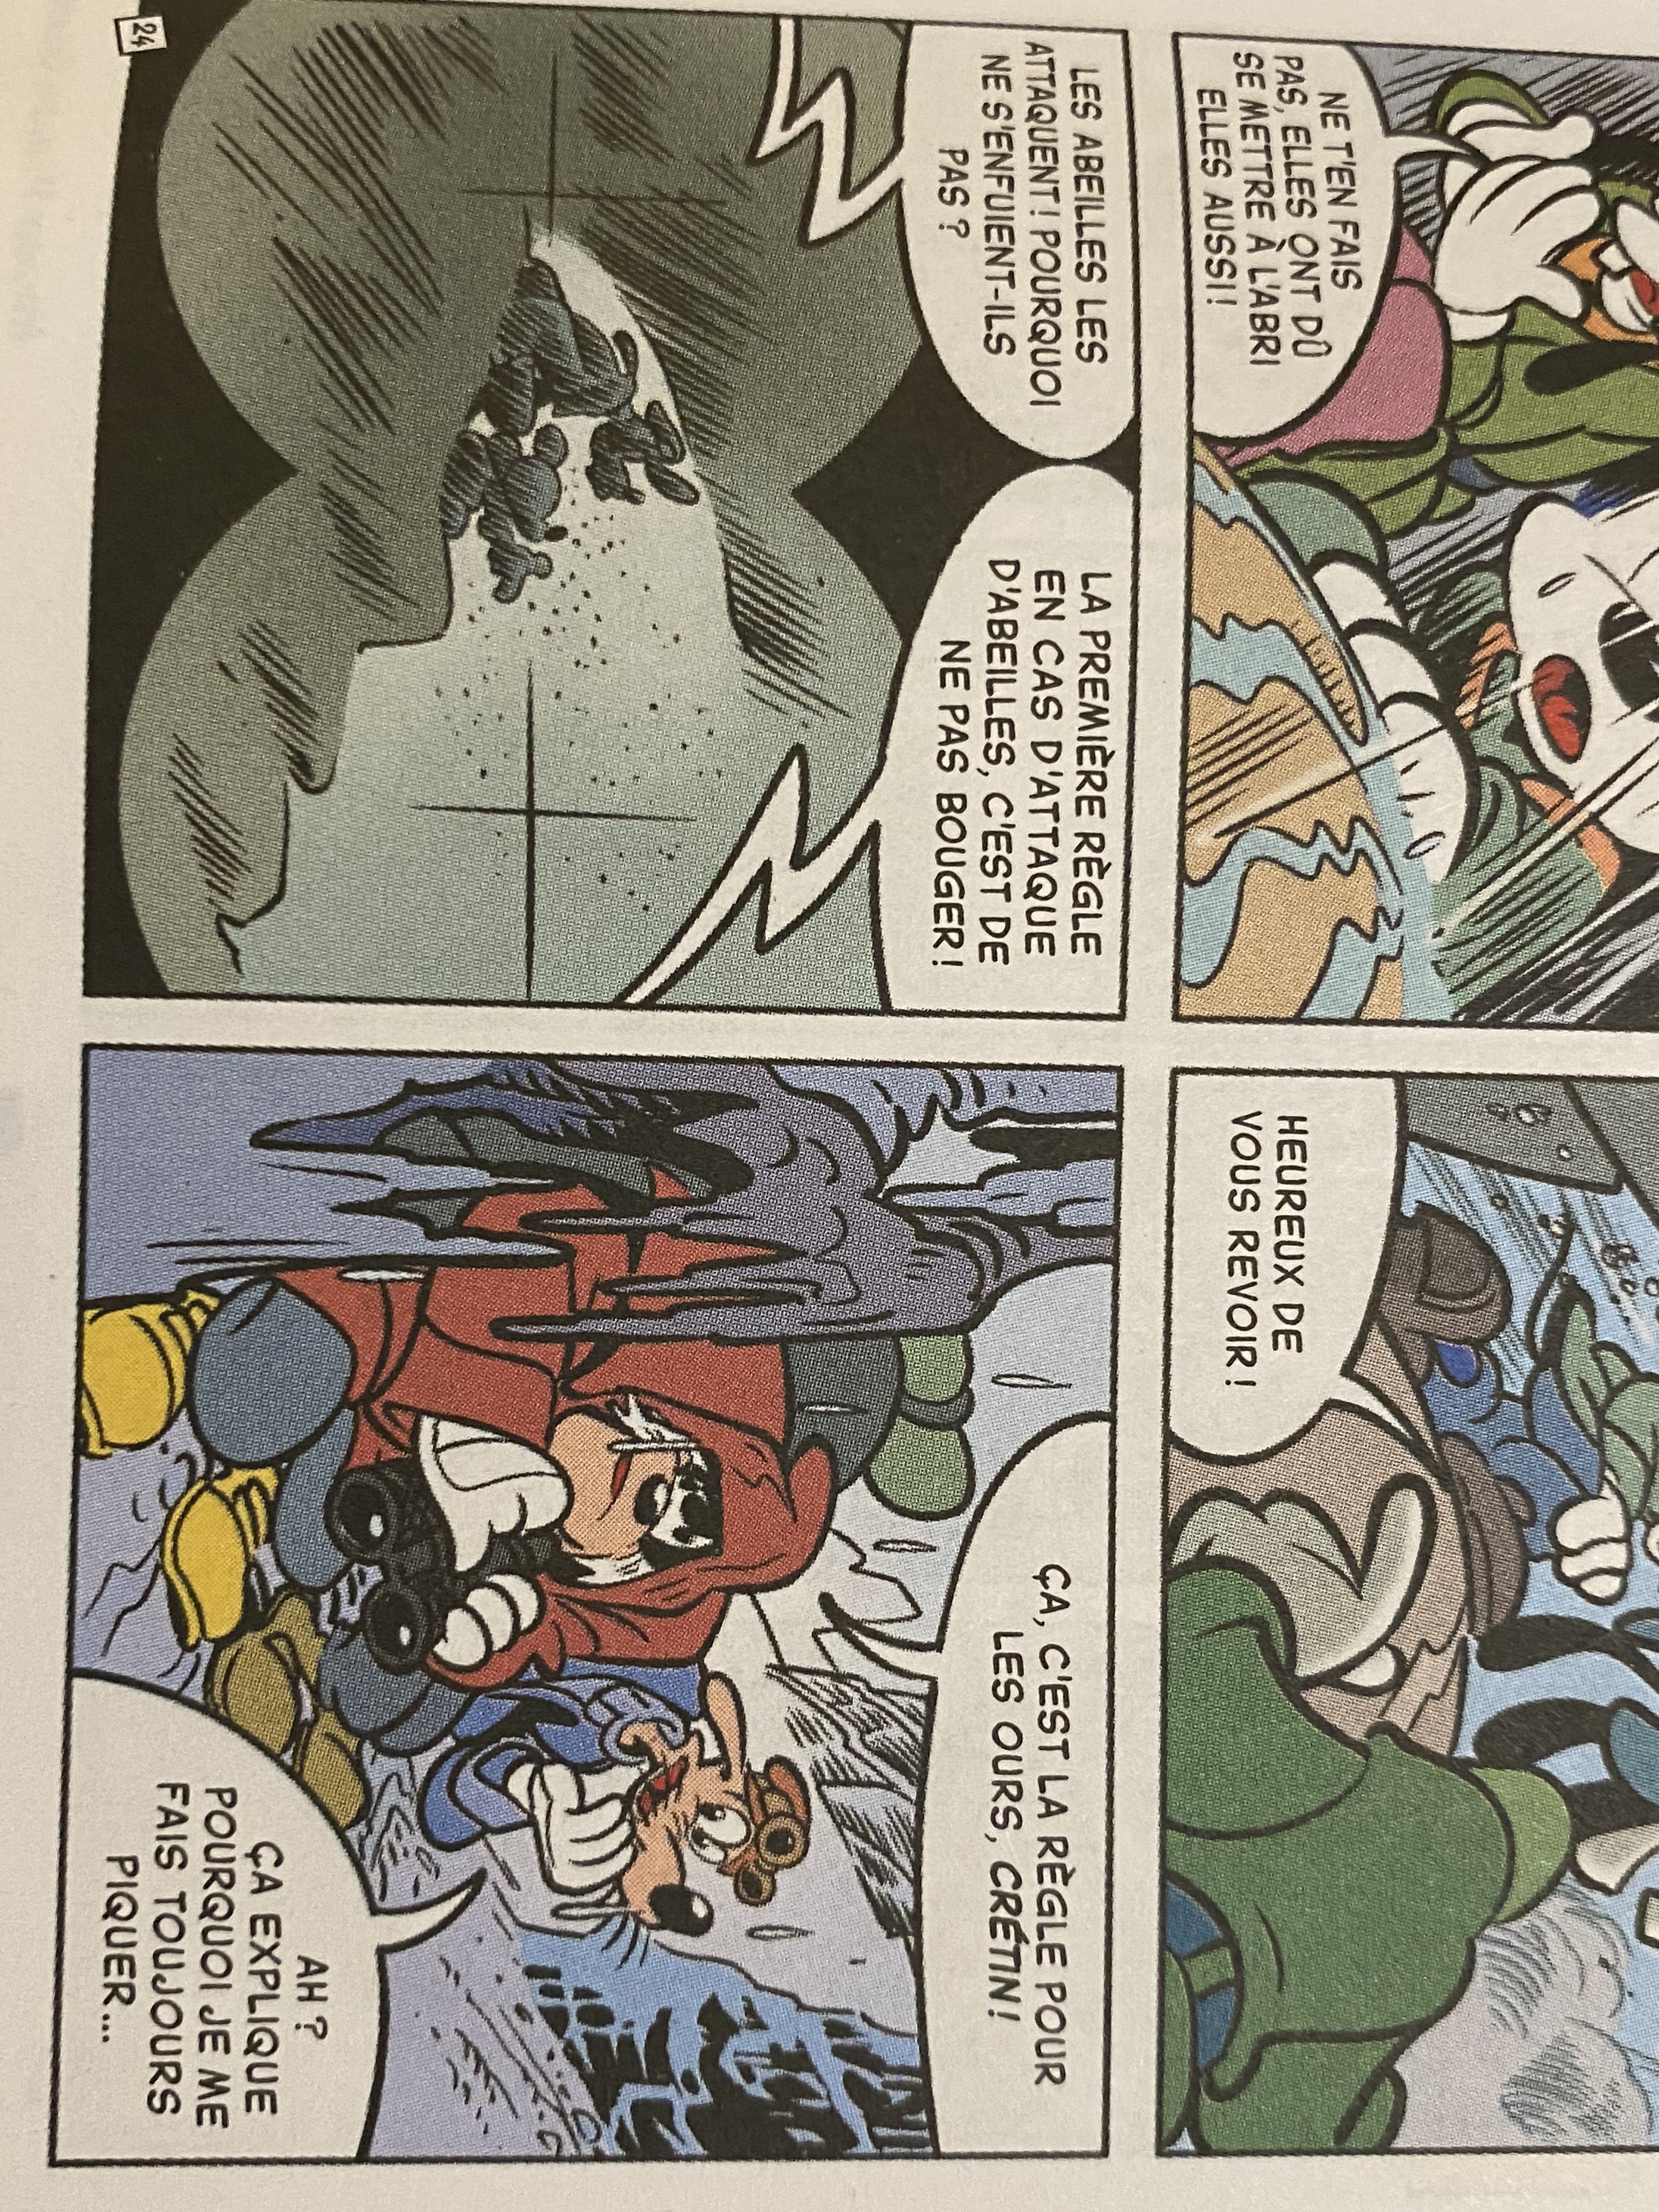 NE T'EN FAIS
PAS, ELLES ONT DÛ
SE METTRE À L'ABRI
ELLES AUSSI!
HEUREUX DE
VOUS REVOIR!
LES ABEILLES LES
ATTAQUENT! POURQUOI
NE S'ENFUIENT-ILS
PAS?
LA PREMIÈRE RÈGLE
EN CAS D'ATTAQUE
D'ABEILLES, C'EST DE
NE PAS BOUGER!
ÇA, C'EST LA RÈGLE POUR
LES OURS, CRÉTIN!
AH?
ÇA EXPLIQUE
POURQUOI JE ME
FAIS TOUJOURS
PIQUER...
24